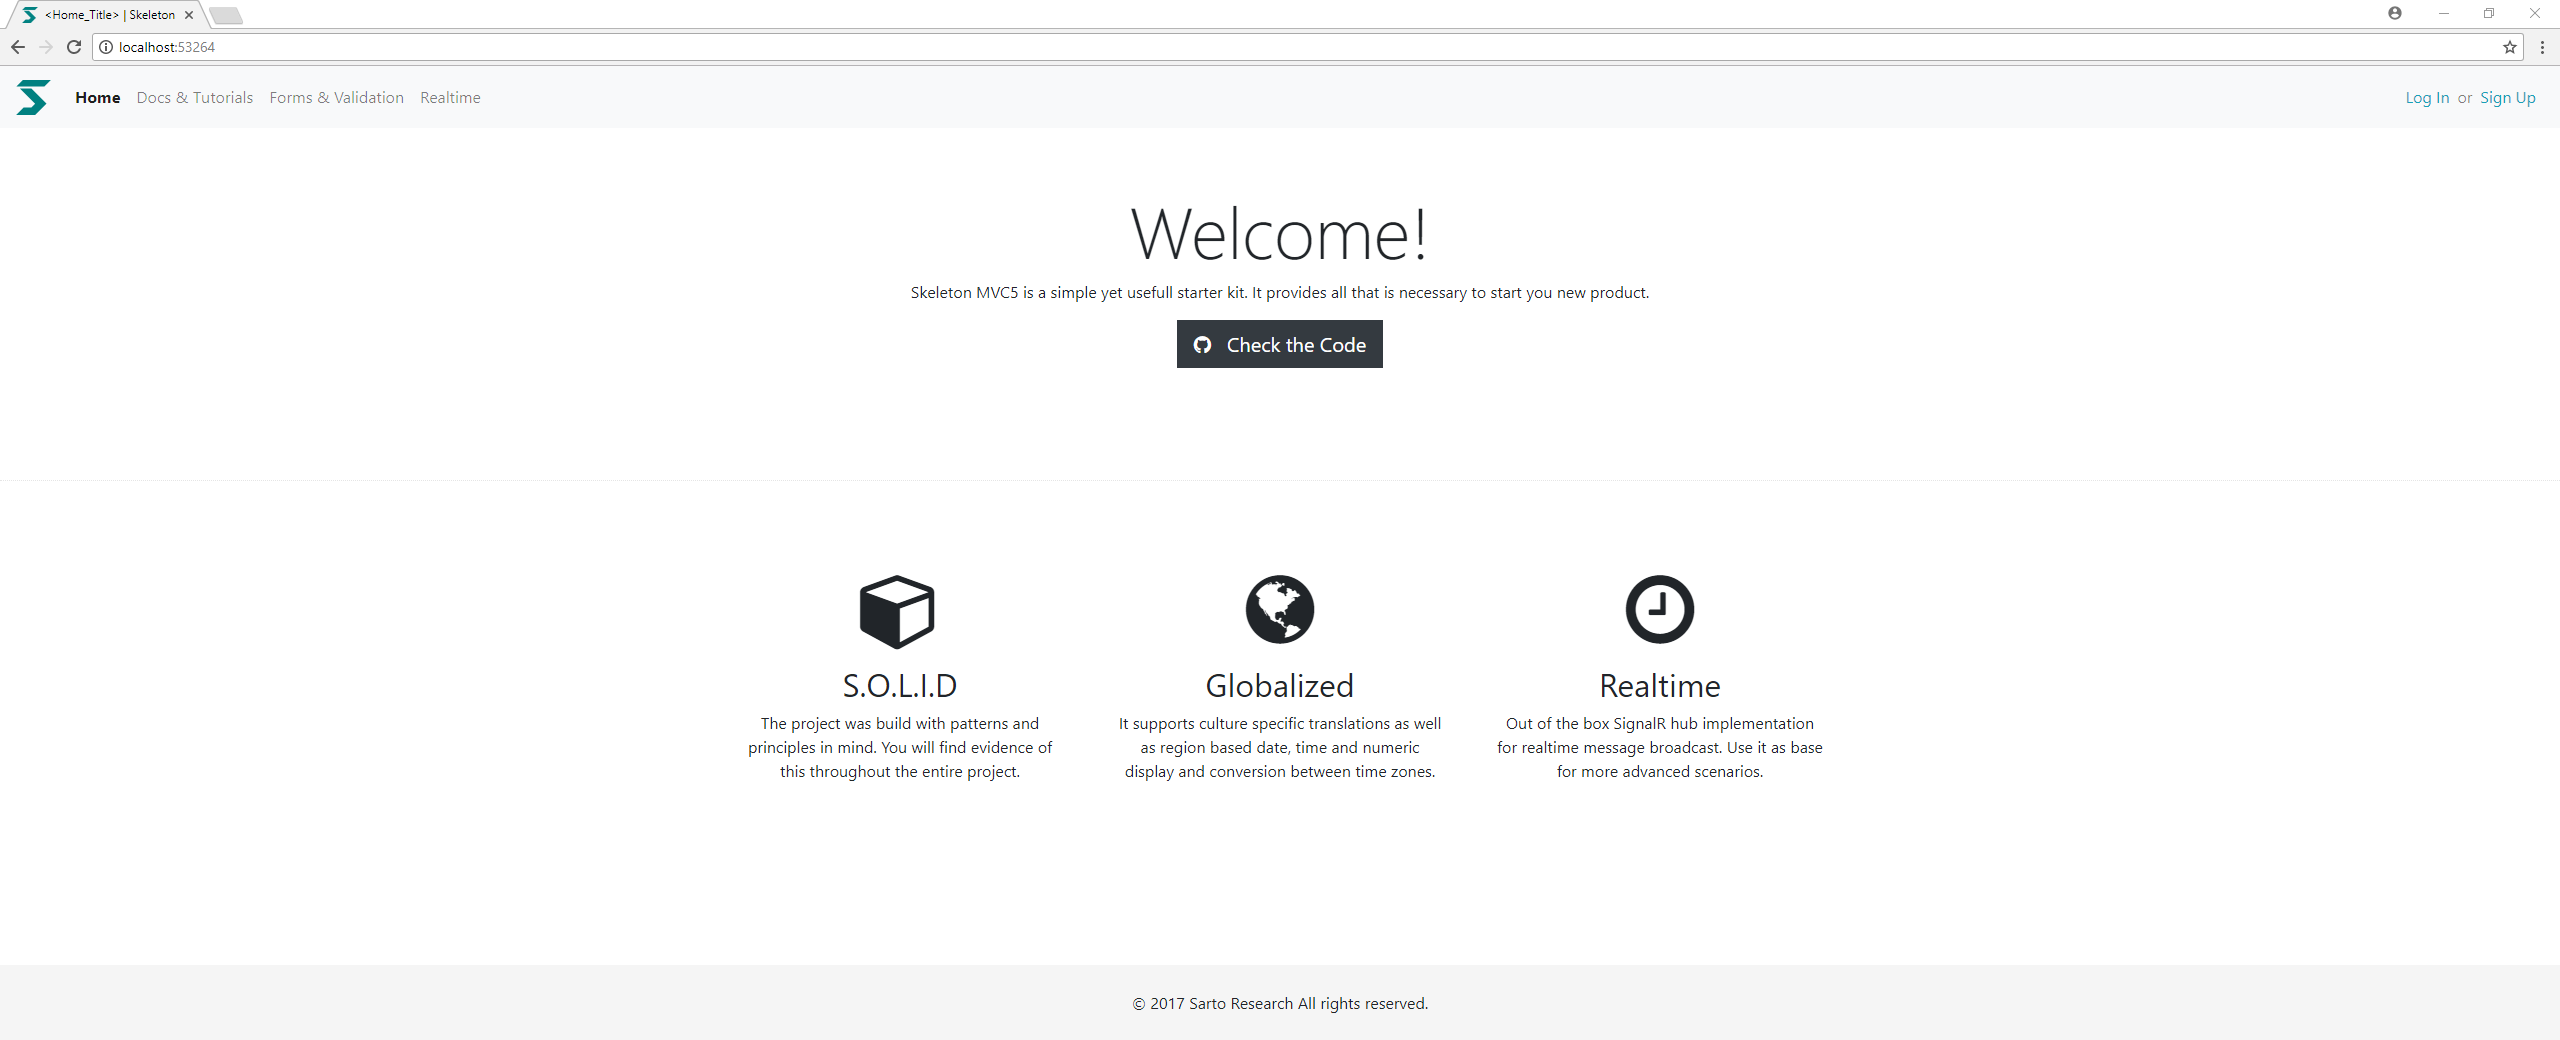 <Home_Title> | Skeleton
localhost:53264
Home Docs & Tutorials Forms & Validation Realtime Log In or Sign Up
Welcome!
Skeleton MVC5 is a simple yet usefull starter kit. It provides all that is necessary to start you new product.
Check the Code
S.O.L.I.D
The project was build with patterns and
principles in mind. You will find evidence of
this throughout the entire project.
Globalized
It supports culture specific translations as well
as region based date, time and numeric
display and conversion between time zones.
Realtime
Out of the box SignalR hub implementation
for realtime message broadcast. Use it as base
for more advanced scenarios.
© 2017 Sarto Research All rights reserved.